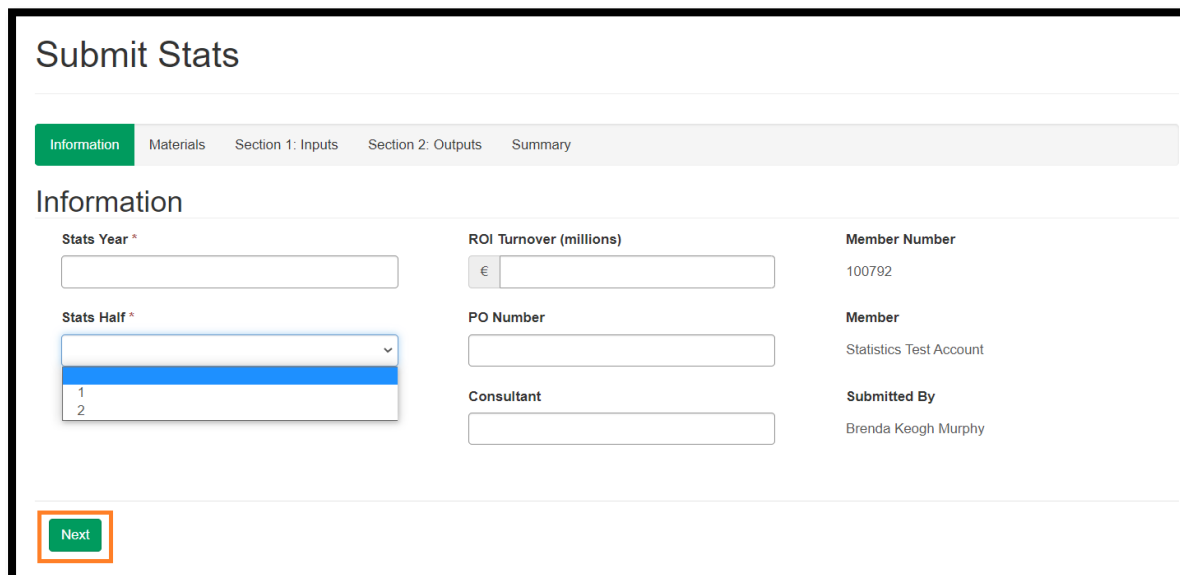 Submit Stats
Information Materials Section 1: Inputs Section 2: Outputs Summary
Information
Stats Year *
ROI Turnover (millions)
Member Number
€
100792
Stats Half *
PO Number
Member
Statistics Test Account
1
2
Consultant
Submitted By
Brenda Keogh Murphy
Next